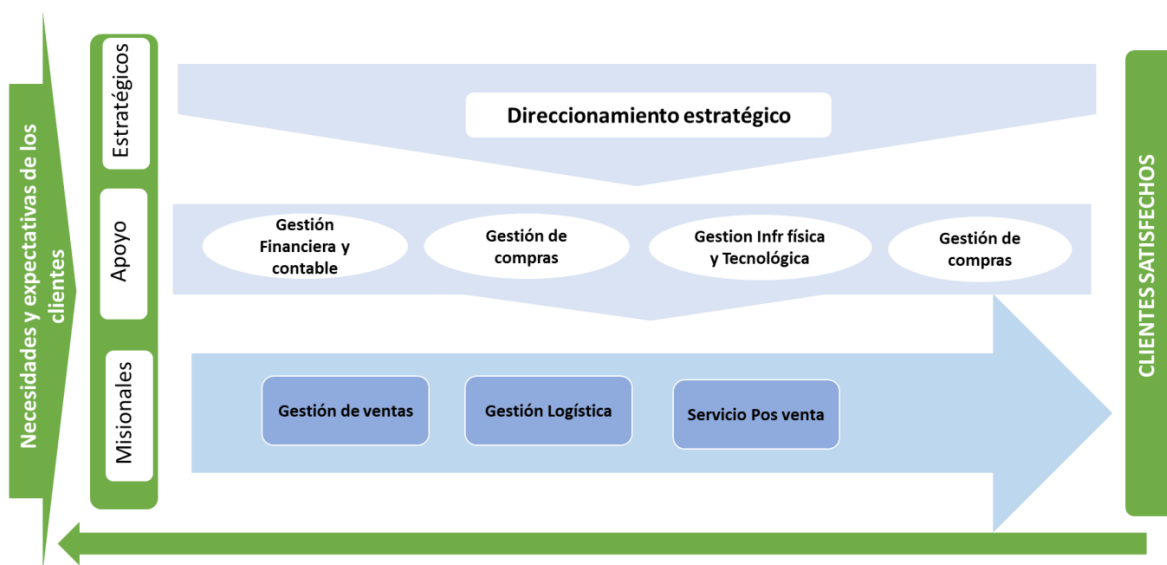 Necesidades y expectativas de los
clientes
Estratégicos
Apoyo
Misionales
Direccionamiento estratégico
Gestión
Financiera y
contable
Gestión de
compras
Gestion Infr física
y Tecnológica
Gestión de
compras
Gestión de ventas
Gestión Logística
Servicio Pos venta
CLIENTES SATISFECHOS